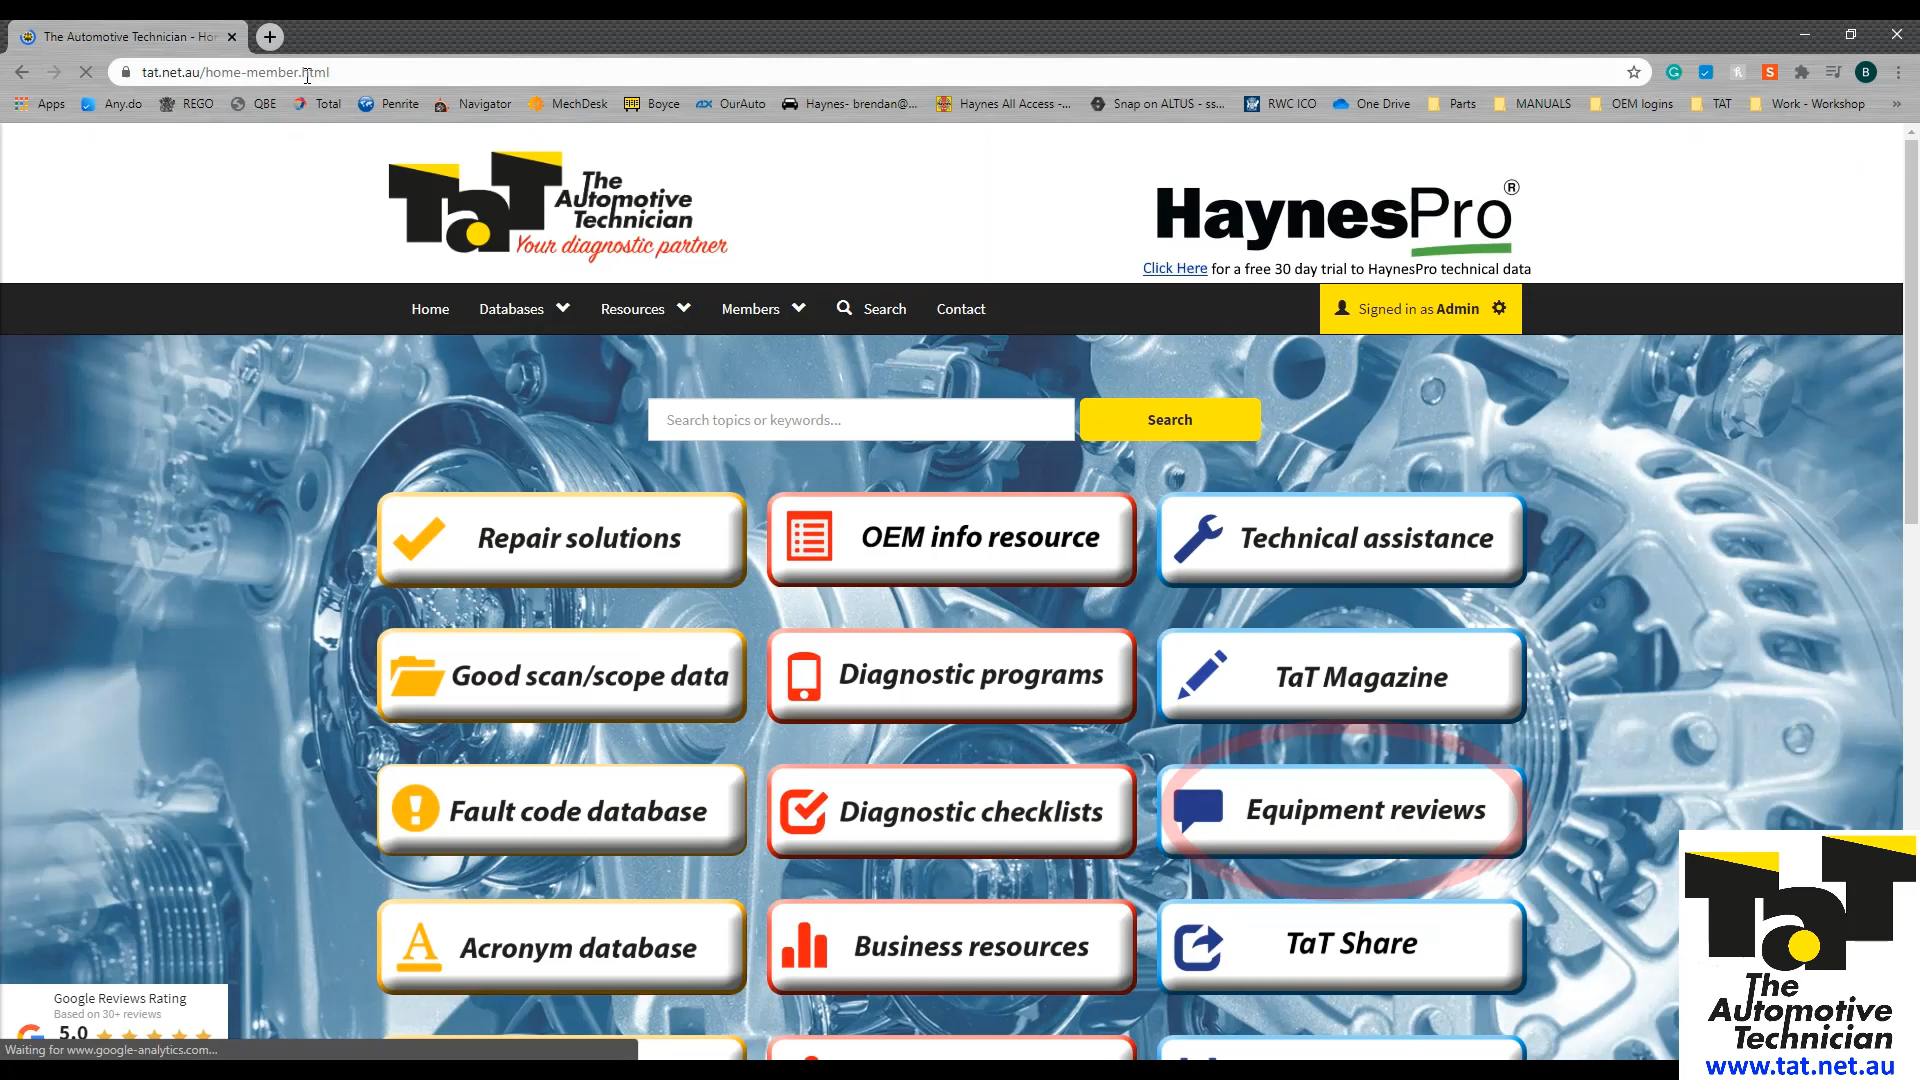 The Automotive Technician - Ho
tat.net.au/home-member.html
B
Apps
Any.do
REGO
QBE
Total
Penrite
Navigator
MechDesk
Boyce
OurAuto
Haynes- brendan@...
Haynes All Access -...
Snap on ALTUS - ss...
RWC ICO
One Drive
Parts
MANUALS
OEM logins
TAT
Work - Workshop
TaT The
Automotive
Technician
Your diagnostic partner
HaynesPro®
Click Here for a free 30 day trial to HaynesPro technical data
Home
Databases
Resources
Members
Search
Contact
Signed in as Admin
Search topics or keywords...
Search
Repair solutions
OEM info resource
Technical assistance
Good scan/scope data
Diagnostic programs
TaT Magazine
Fault code database
Diagnostic checklists
Equipment reviews
Acronym database
Business resources
TaT Share
Google Reviews Rating
Based on 30+ reviews
5.0
Waiting for www.google-analytics.com...
TaT
The
Automotive
Technician
www.tat.net.au